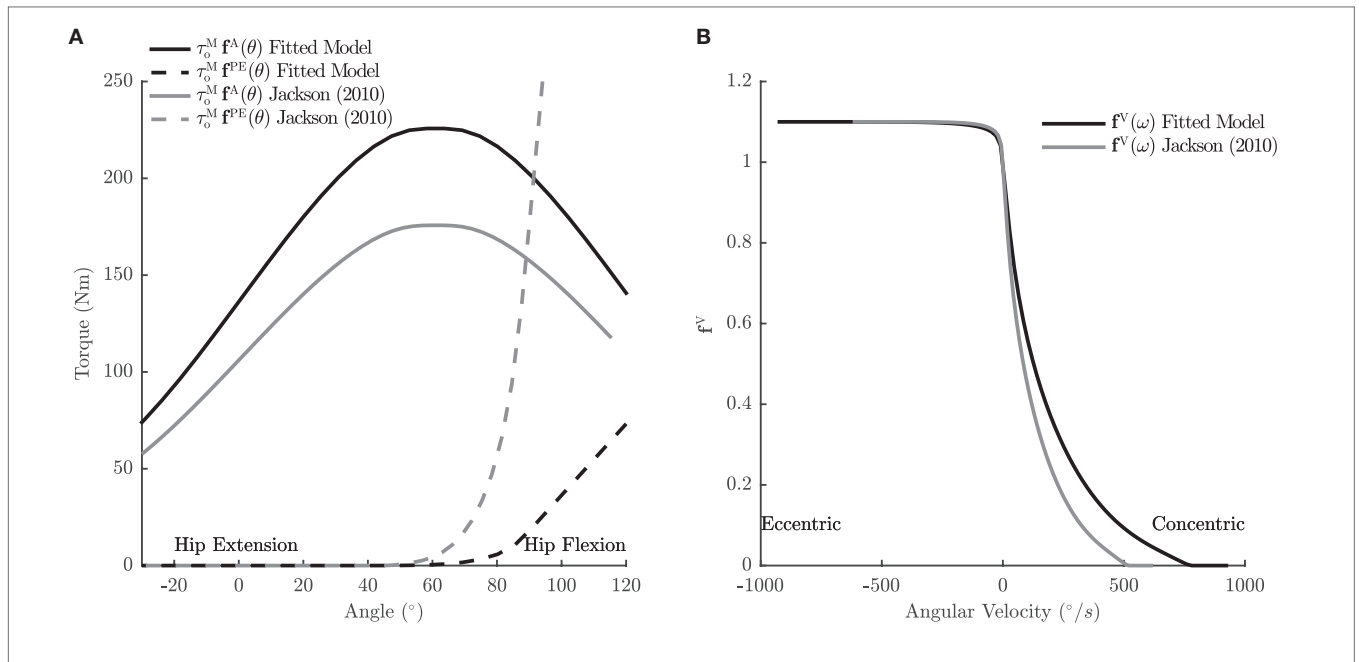 A
τₒᴹ fᴬ(θ) Fitted Model
τₒᴹ fᴾᴱ(θ) Fitted Model
τₒᴹ fᴬ(θ) Jackson (2010)
τₒᴹ fᴾᴱ(θ) Jackson (2010)
250
200
150
100
50
0
Torque (Nm)
Hip Extension
Hip Flexion
-20 0 20 40 60 80 100 120
Angle (°)
B
fⱽ(ω) Fitted Model
fⱽ(ω) Jackson (2010)
1.2
1
0.8
0.6
0.4
0.2
0
fⱽ
Eccentric
Concentric
-1000 -500 0 500 1000
Angular Velocity (°/s)